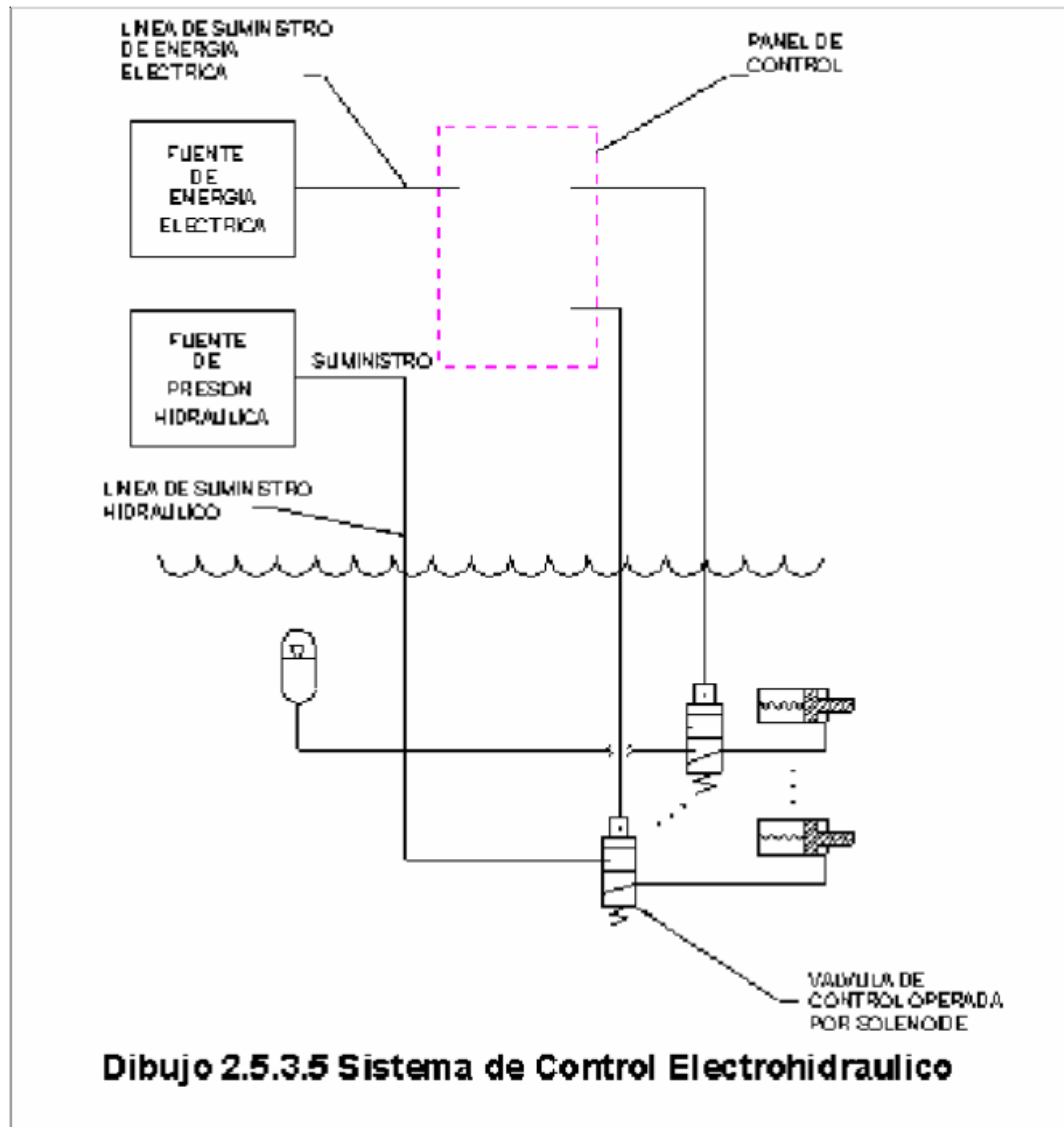 LINEA DE SUMINISTRO
DE ENERGIA
ELECTRICA
PANEL DE
CONTROL
FUENTE
DE
ENERGIA
ELECTRICA
FUENTE
DE
PRESION
HIDRAULICA
SUMINISTRO
LINEA DE SUMINISTRO
HIDRAULICO
VALVULA DE
CONTROL OPERADA
POR SOLENOIDE
Dibujo 2.5.3.5 Sistema de Control Electrohidraulico